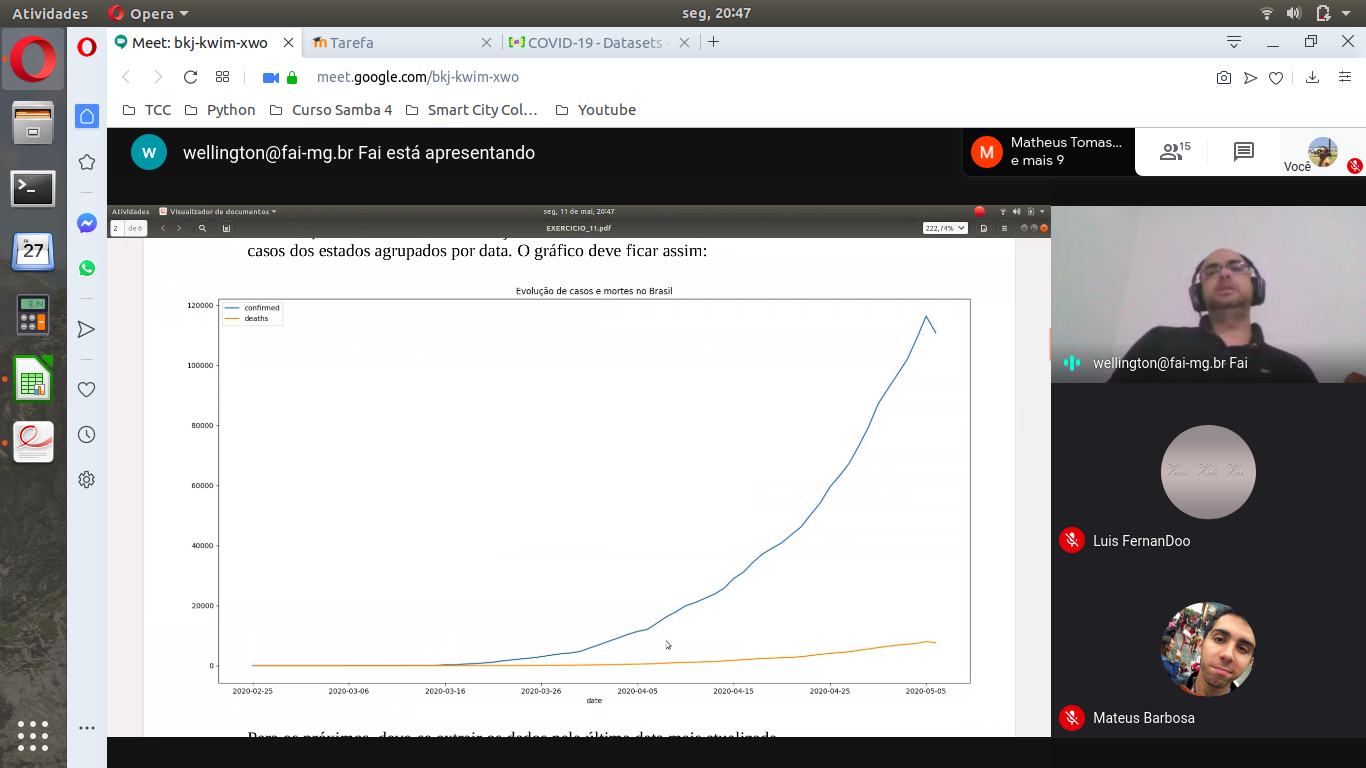 Atividades Opera seg, 20:47
Meet: bkj-kwim-xwo Tarefa COVID-19 - Datasets -
meet.google.com/bkj-kwim-xwo
TCC Python Curso Samba 4 Smart City Col... Youtube
W wellington@fai-mg.br Fai está apresentando
M Matheus Tomas...
e mais 9
15
Você
Atividades Visualizador de documentos seg, 11 de mai, 20:47
2 de 6 EXERCICIO_11.pdf 222,74%
casos dos estados agrupados por data. O gráfico deve ficar assim:
Evolução de casos e mortes no Brasil
confirmed
deaths
120000
100000
80000
60000
40000
20000
0
2020-02-25 2020-03-06 2020-03-16 2020-03-26 2020-04-05 2020-04-15 2020-04-25 2020-05-05
date
27
wellington@fai-mg.br Fai
Luis FernanDoo
Mateus Barbosa